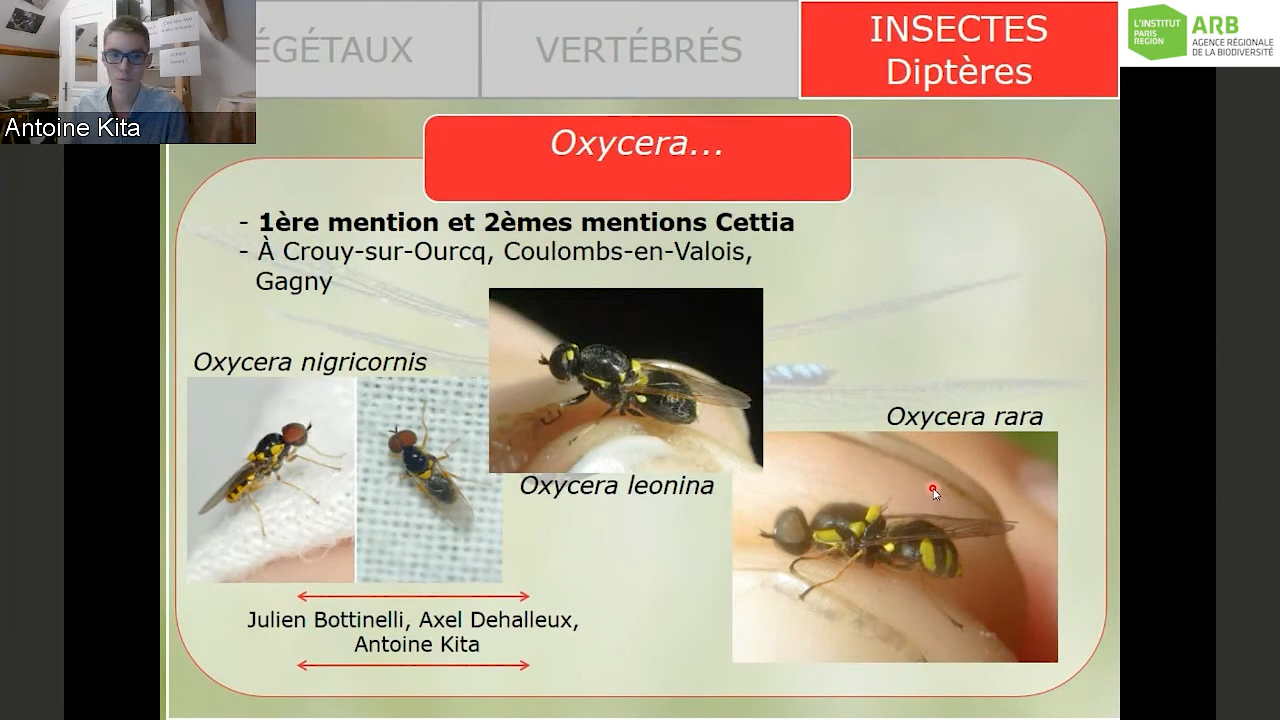 ÉGÉTAUX
VERTÉBRÉS
INSECTES
Diptères
L'INSTITUT
PARIS
REGION
ARB
AGENCE RÉGIONALE
DE LA BIODIVERSITÉ
Antoine Kita
Oxycera...
- 1ère mention et 2èmes mentions Cettia
- À Crouy-sur-Ourcq, Coulombs-en-Valois,
Gagny
Oxycera nigricornis
Oxycera leonina
Oxycera rara
Julien Bottinelli, Axel Dehalleux,
Antoine Kita